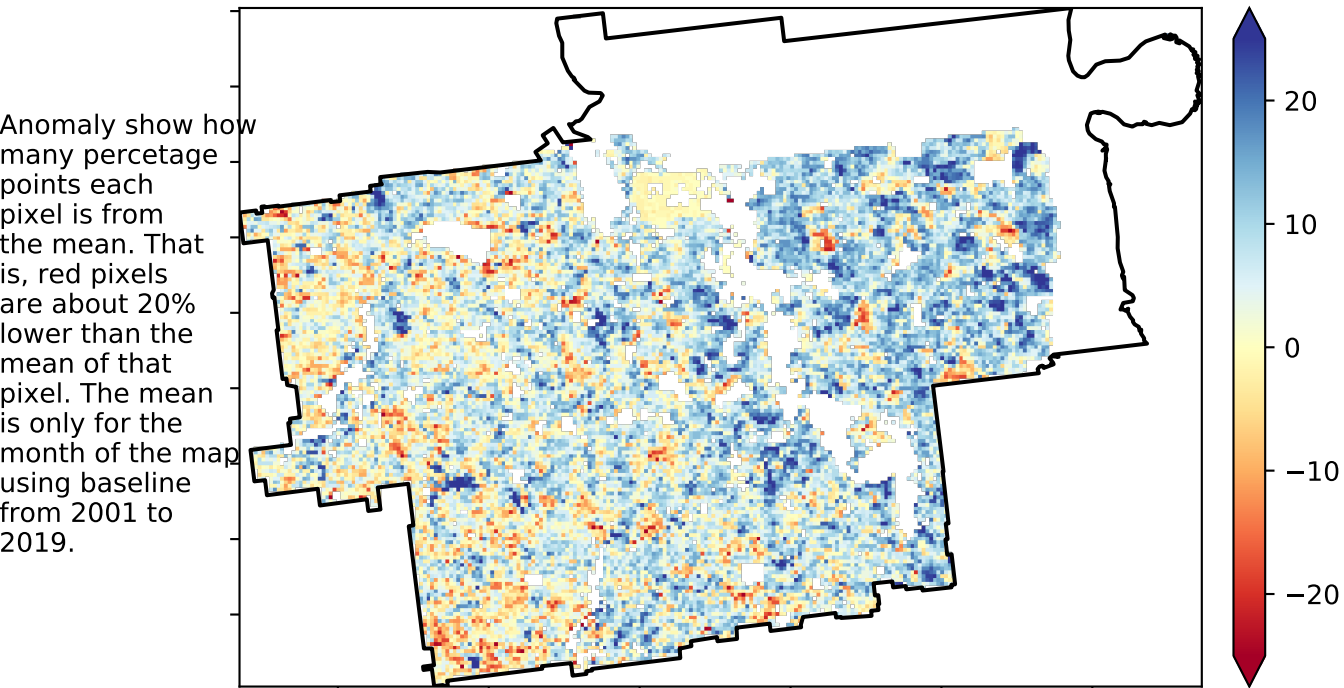 Anomaly show how
many percetage
points each
pixel is from
the mean. That
is, red pixels
are about 20%
lower than the
mean of that
pixel. The mean
is only for the
month of the map
using baseline
from 2001 to
2019.
20
10
0
−10
−20